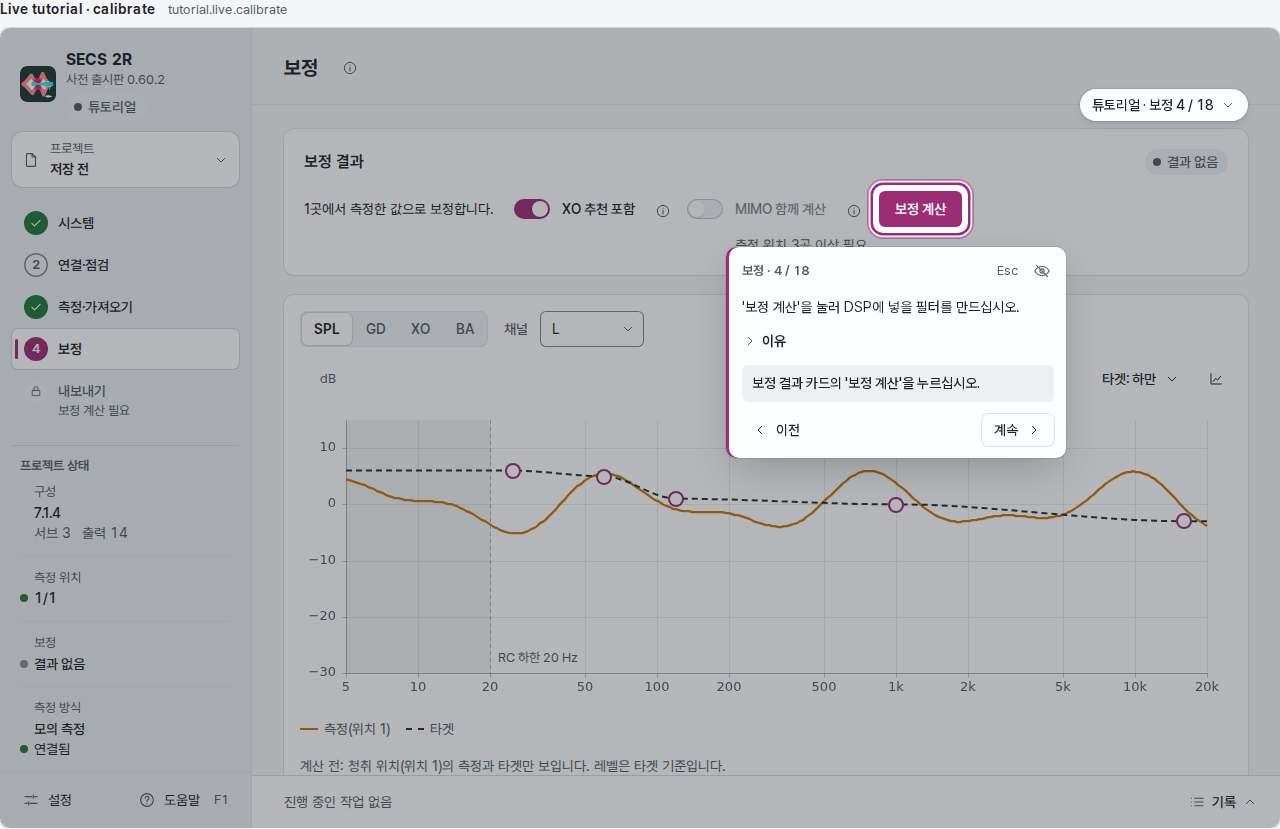 Live tutorial · calibrate tutorial.live.calibrate
SECS 2R
사전 출시판 0.60.2
튜토리얼
프로젝트
저장 전
시스템
2 연결·점검
측정·가져오기
4 보정
내보내기
보정 계산 필요
프로젝트 상태
구성
7.1.4
서브 3 출력 14
측정 위치
1/1
보정
결과 없음
측정 방식
모의 측정
연결됨
설정 도움말 F1
보정
튜토리얼 · 보정 4 / 18
보정 결과
결과 없음
1곳에서 측정한 값으로 보정합니다. XO 추천 포함 MIMO 함께 계산 보정 계산
측정 위치 3곳 이상 필요
보정 · 4 / 18 Esc
'보정 계산'을 눌러 DSP에 넣을 필터를 만드십시오.
이유
보정 결과 카드의 '보정 계산'을 누르십시오.
이전 계속
SPL GD XO BA 채널 L
dB 타겟: 하만
10
0
−10
−20
−30
RC 하한 20 Hz
5 10 20 50 100 200 500 1k 2k 5k 10k 20k
측정(위치 1) 타겟
계산 전: 청취 위치(위치 1)의 측정과 타겟만 보입니다. 레벨은 타겟 기준입니다.
진행 중인 작업 없음 기록